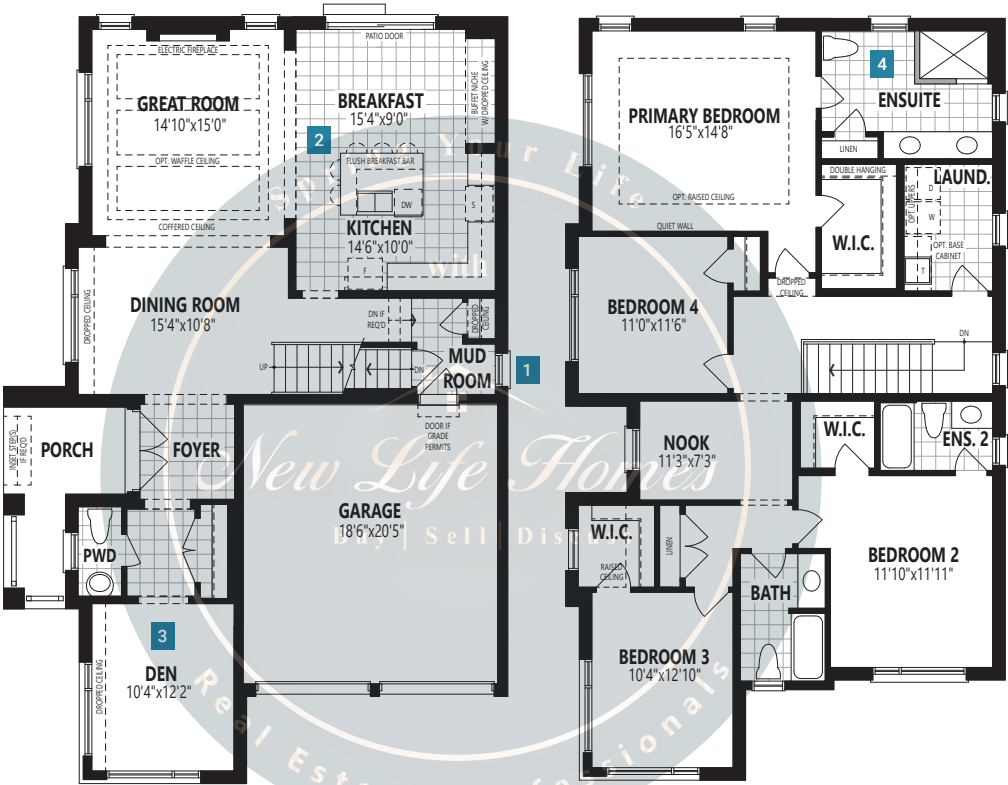 PATIO DOOR
ELECTRIC FIREPLACE
GREAT ROOM
14'10"x15'0"
OPT. WAFFLE CEILING
COFFERED CEILING
BREAKFAST
15'4"x9'0"
BUFFET NICHE
W/ DROPPED CEILING
2
FLUSH BREAKFAST BAR
DW
S
KITCHEN
14'6"x10'0"
F
DINING ROOM
15'4"x10'8"
DROPPED CEILING
DN IF
REQ'D
DROPPED
CEILING
UP
DN
MUD
ROOM
1
DOOR IF
GRADE
PERMITS
PORCH
INSET STEP(S)
IF REQ'D
FOYER
GARAGE
18'6"x20'5"
PWD
3
DEN
10'4"x12'2"
DROPPED CEILING
PRIMARY BEDROOM
16'5"x14'8"
OPT. RAISED CEILING
QUIET WALL
4
ENSUITE
LINEN
DOUBLE HANGING
W.I.C.
LAUND.
OPT. UPPERS
D
W
OPT. BASE
CABINET
T
BEDROOM 4
11'0"x11'6"
DROPPED
CEILING
DN
NOOK
11'3"x7'3"
W.I.C.
ENS. 2
W.I.C.
RAISED
CEILING
LINEN
BEDROOM 2
11'10"x11'11"
BATH
BEDROOM 3
10'4"x12'10"
Your Life
with
New Life Homes
Buy | Sell | Discuss
Real Estate Professionals